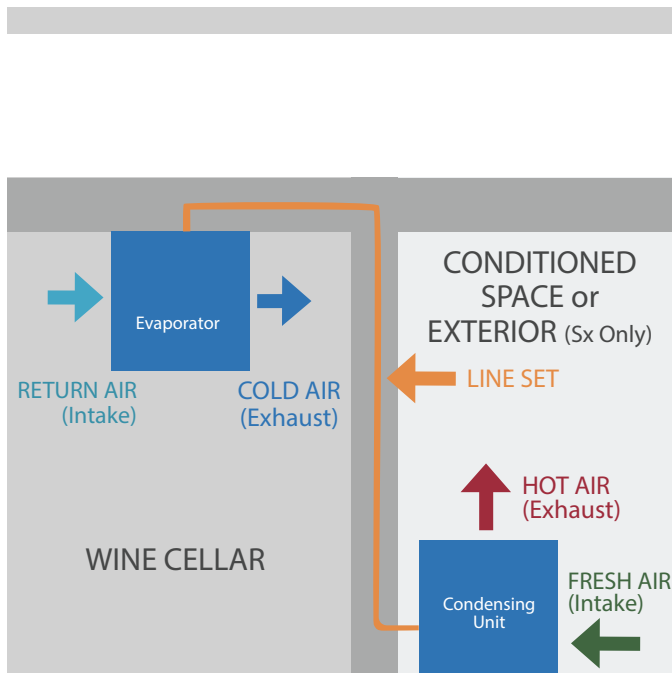 CONDITIONED
SPACE or
EXTERIOR (Sx Only)
Evaporator
RETURN AIR
(Intake)
COLD AIR
(Exhaust)
LINE SET
HOT AIR
(Exhaust)
WINE CELLAR
FRESH AIR
(Intake)
Condensing
Unit